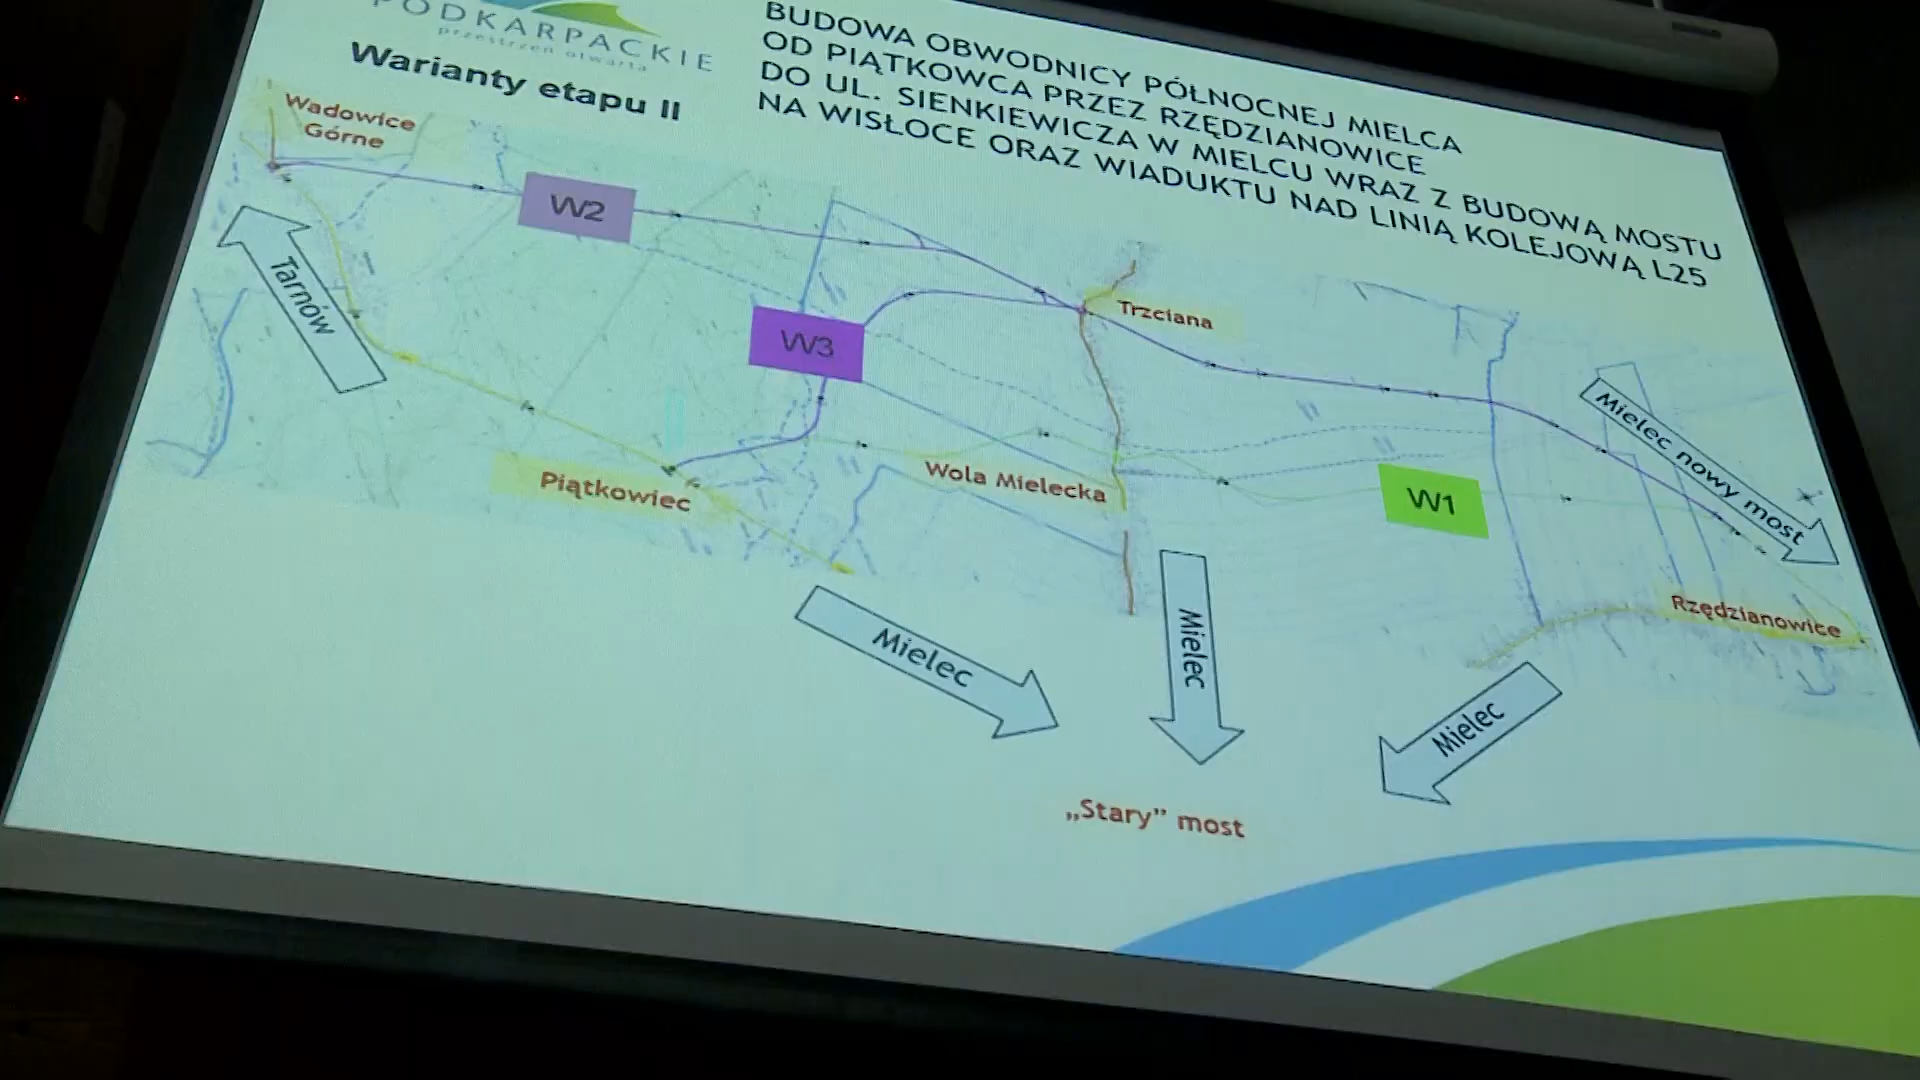 PODKARPACKIE
przestrzeń otwarta
Warianty etapu II
BUDOWA OBWODNICY PÓŁNOCNEJ MIELCA
OD PIĄTKOWCA PRZEZ RZĘDZIANOWICE
DO UL. SIENKIEWICZA W MIELCU WRAZ Z BUDOWĄ MOSTU
NA WISŁOCE ORAZ WIADUKTU NAD LINIĄ KOLEJOWĄ L25
Wadowice
Górne
W2
Tarnów
W3
Trzciana
Mielec nowy most
Piątkowiec
Wola Mielecka
W1
Rzędzianowice
Mielec
Mielec
Mielec
„Stary” most